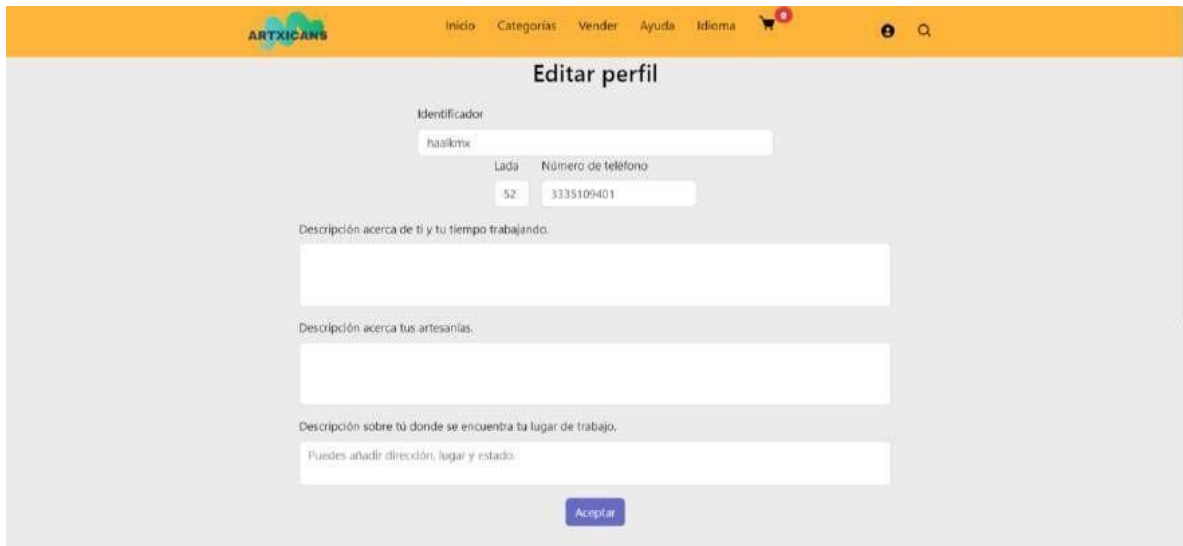 ARTXICANS
Inicio Categorías Vender Ayuda Idioma 0
Editar perfil
Identificador
haalkmx
Lada Número de teléfono
52 3335109401
Descripción acerca de ti y tu tiempo trabajando.
Descripción acerca tus artesanías.
Descripción sobre tú donde se encuentra tu lugar de trabajo.
Puedes añadir dirección, lugar y estado.
Aceptar